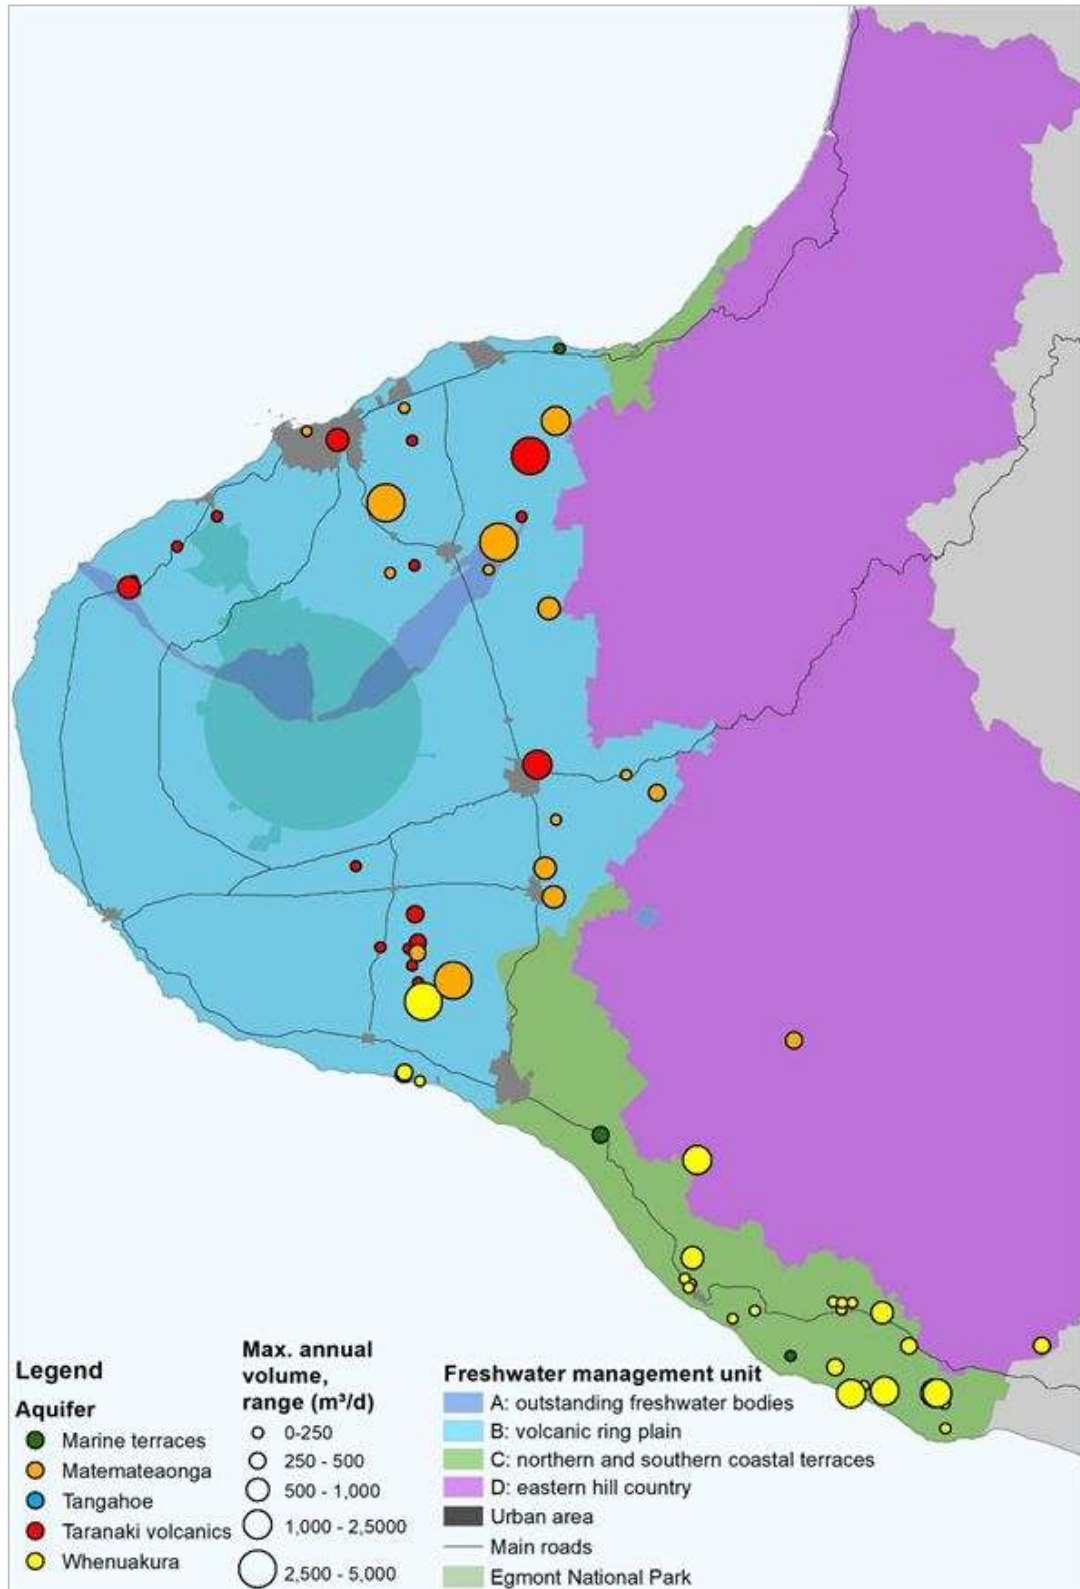 Legend
Aquifer
Marine terraces
Matemateaonga
Tangahoe
Taranaki volcanics
Whenuakura
Max. annual
volume,
range (m³/d)
0-250
250 - 500
500 - 1,000
1,000 - 2,5000
2,500 - 5,000
Freshwater management unit
A: outstanding freshwater bodies
B: volcanic ring plain
C: northern and southern coastal terraces
D: eastern hill country
Urban area
Main roads
Egmont National Park